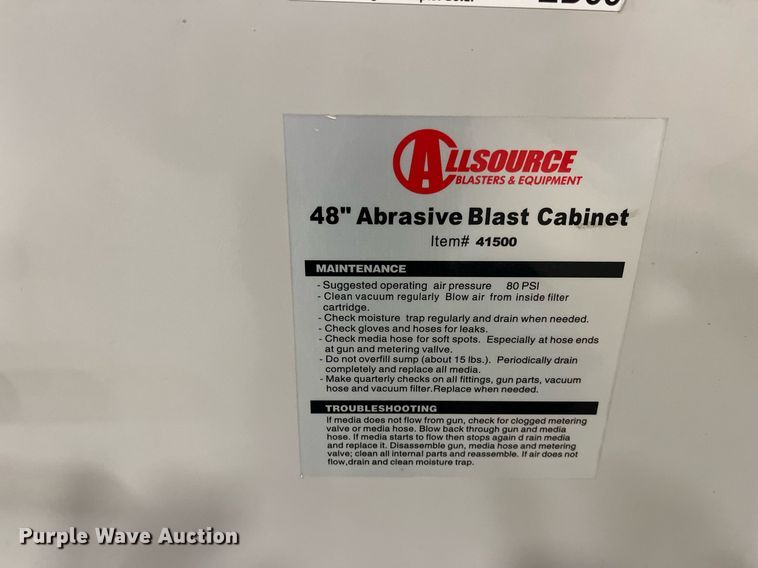 ALLSOURCE
BLASTERS & EQUIPMENT
48" Abrasive Blast Cabinet
Item# 41500
MAINTENANCE
- Suggested operating air pressure 80 PSI
- Clean vacuum regularly Blow air from inside filter
cartridge.
- Check moisture trap regularly and drain when needed.
- Check gloves and hoses for leaks.
- Check media hose for soft spots. Especially at hose ends
at gun and metering vallve.
- Do not overfill sump (about 15 lbs.). Periodically drain
completely and replace all media.
- Make quarterly checks on all fittings, gun parts, vacuum
hose and vacuum filter.Replace when needed.
TROUBLESHOOTING
If media does not flow from gun, check for clogged metering
valve or media hose. Blow back through gun and media
hose. If media starts to flow then stops again d rain media
and replace it. Disassemble gun, media hose and metering
valve; clean all internal parts and reassemble. If air does not
flow,drain and clean moisture trap.
Purple Wave Auction